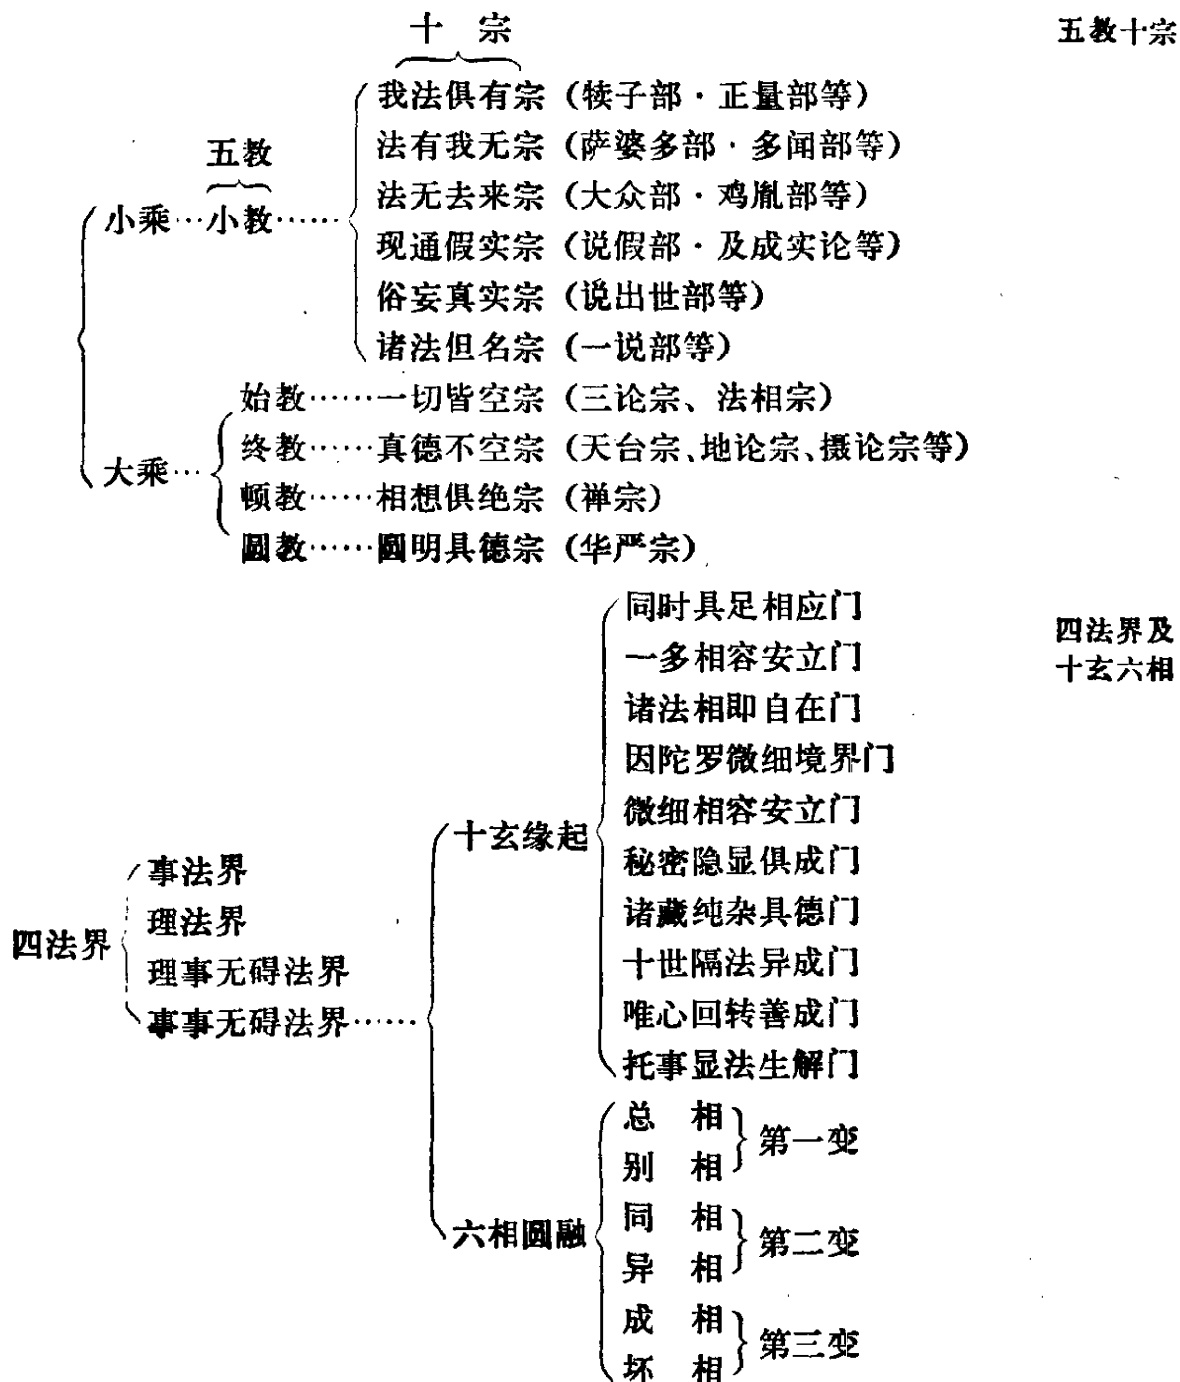 十 宗
五教十宗
我法俱有宗（犊子部·正量部等）
法有我无宗（萨婆多部·多闻部等）
五教
法无去来宗（大众部·鸡胤部等）
小乘…小教……
现通假实宗（说假部·及成实论等）
俗妄真实宗（说出世部等）
诸法但名宗（一说部等）
始教……一切皆空宗（三论宗、法相宗）
终教……真德不空宗（天台宗、地论宗、摄论宗等）
大乘…
顿教……相想俱绝宗（禅宗）
圆教……圆明具德宗（华严宗）
四法界及
十玄六相
同时具足相应门
一多相容安立门
诸法相即自在门
因陀罗微细境界门
微细相容安立门
十玄缘起
秘密隐显俱成门
诸藏纯杂具德门
十世隔法异成门
唯心回转善成门
托事显法生解门
四法界
事法界
理法界
理事无碍法界
事事无碍法界……
六相圆融
总 相
别 相
第一变
同 相
异 相
第二变
成 相
坏 相
第三变